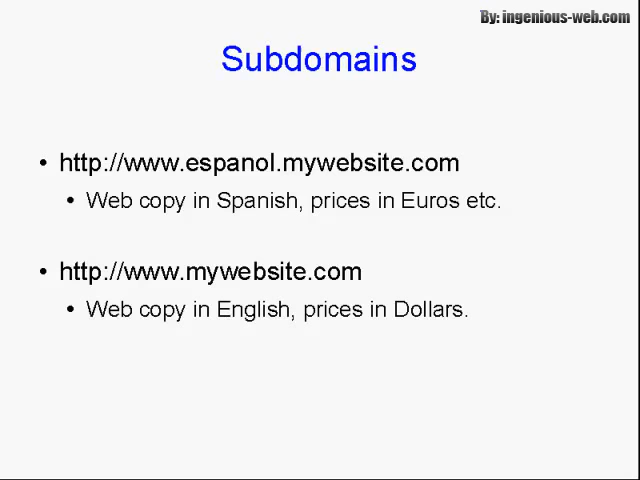 By: ingenious-web.com
Subdomains
• http://www.espanol.mywebsite.com
• Web copy in Spanish, prices in Euros etc.
• http://www.mywebsite.com
• Web copy in English, prices in Dollars.